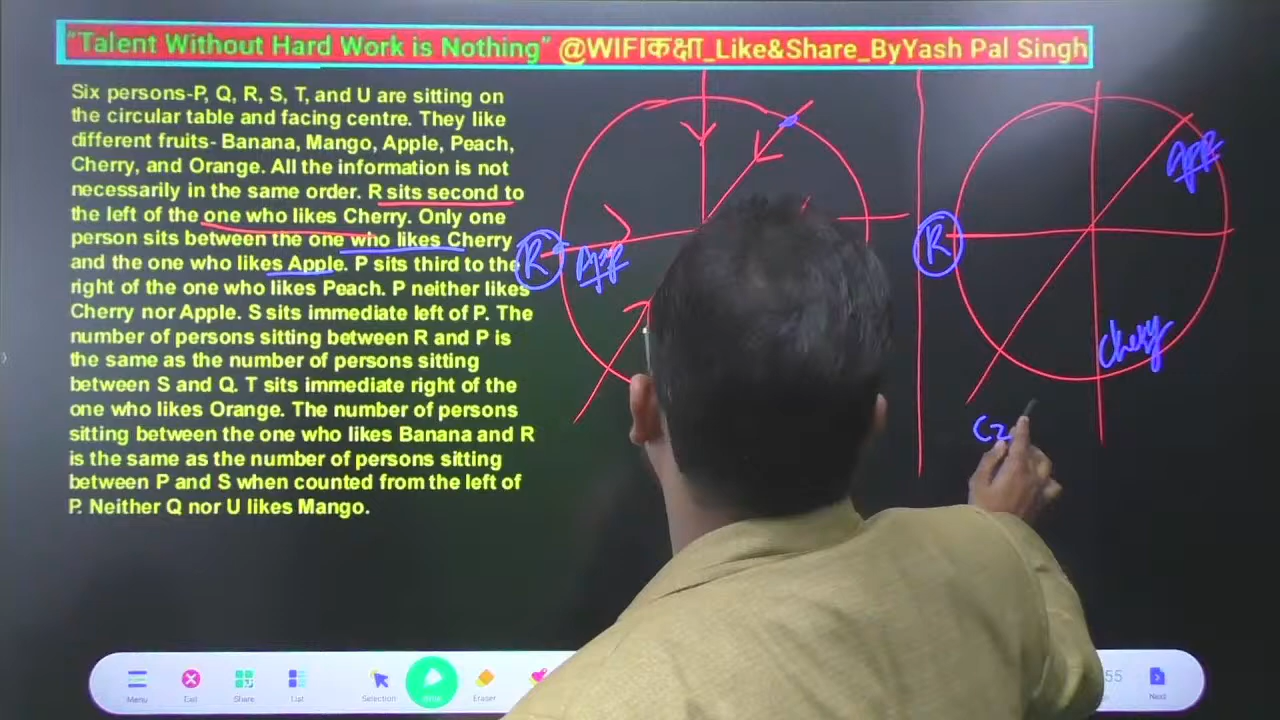 "Talent Without Hard Work is Nothing" @WIFIकक्षा_Like&Share_ByYash Pal Singh
Six persons-P, Q, R, S, T, and U are sitting on
the circular table and facing centre. They like
different fruits- Banana, Mango, Apple, Peach,
Cherry, and Orange. All the information is not
necessarily in the same order. R sits second to
the left of the one who likes Cherry. Only one
person sits between the one who likes Cherry
and the one who likes Apple. P sits third to the
right of the one who likes Peach. P neither likes
Cherry nor Apple. S sits immediate left of P. The
number of persons sitting between R and P is
the same as the number of persons sitting
between S and Q. T sits immediate right of the
one who likes Orange. The number of persons
sitting between the one who likes Banana and R
is the same as the number of persons sitting
between P and S when counted from the left of
P. Neither Q nor U likes Mango.
R
App
R
App
Cherry
C2
Menu
Exit
Share
List
Selection
Eraser
55
Next